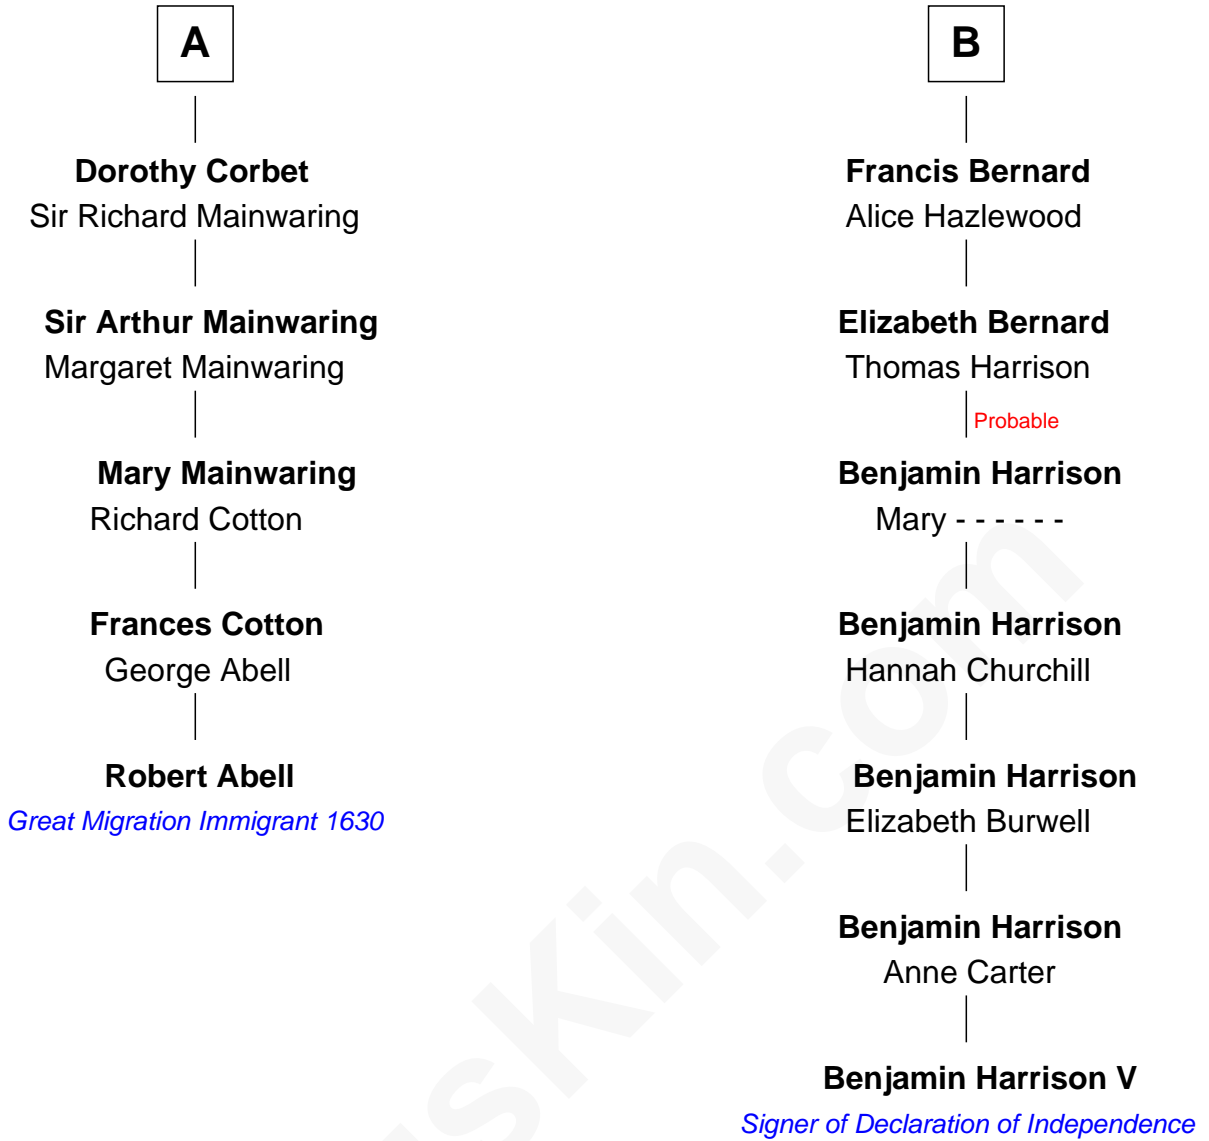 A
Dorothy Corbet
Sir Richard Mainwaring
Sir Arthur Mainwaring
Margaret Mainwaring
Mary Mainwaring
Richard Cotton
Frances Cotton
George Abell
Robert Abell
Great Migration Immigrant 1630
B
Francis Bernard
Alice Hazlewood
Elizabeth Bernard
Thomas Harrison
Probable
Benjamin Harrison
Mary - - - - - -
Benjamin Harrison
Hannah Churchill
Benjamin Harrison
Elizabeth Burwell
Benjamin Harrison
Anne Carter
Benjamin Harrison V
Signer of Declaration of Independence
sKin.com